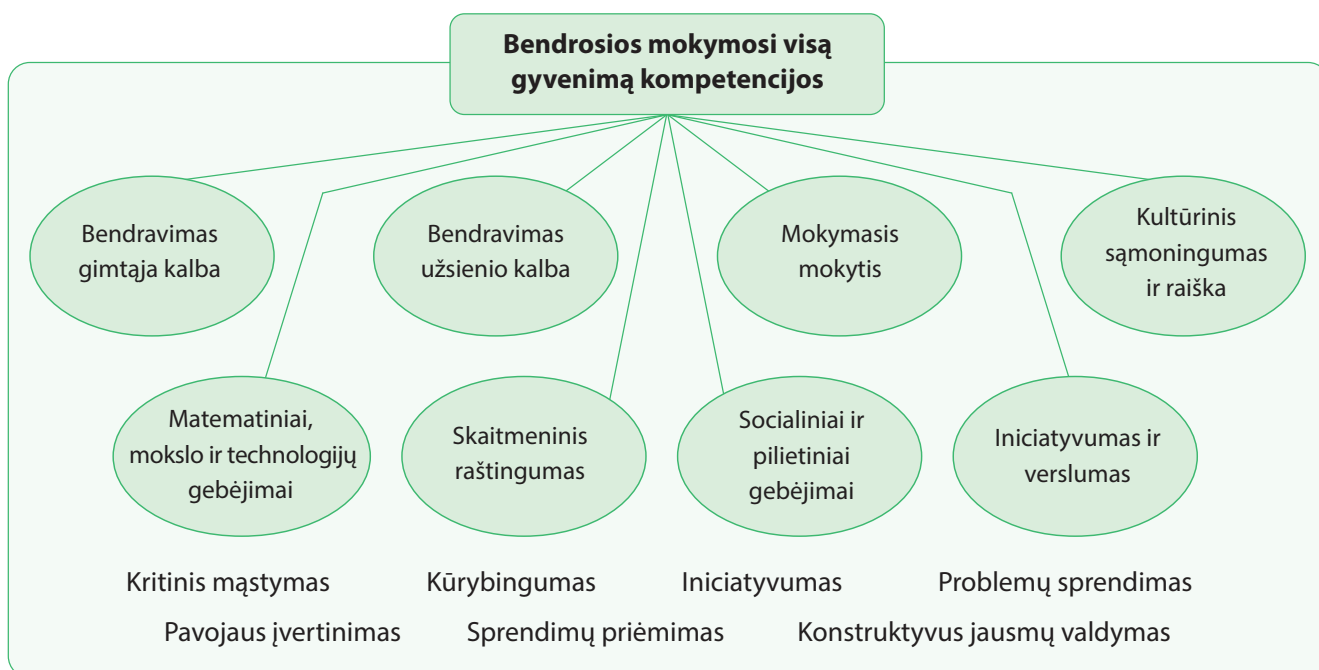 Bendrosios mokymosi visą
gyvenimą kompetencijos
Bendravimas
gimtąja kalba
Bendravimas
užsienio kalba
Mokymasis
mokytis
Kultūrinis
sąmoningumas
ir raiška
Matematiniai,
mokslo ir technologijų
gebėjimai
Skaitmeninis
raštingumas
Socialiniai ir
pilietiniai
gebėjimai
Iniciatyvumas ir
verslumas
Kritinis mąstymas
Kūrybingumas
Iniciatyvumas
Problemų sprendimas
Pavojaus įvertinimas
Sprendimų priėmimas
Konstruktyvus jausmų valdymas